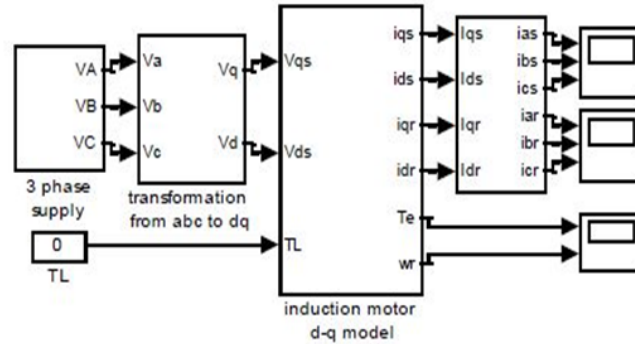 VA
VB
VC
3 phase
supply
0
TL
Va
Vb
Vc
Vq
Vd
transformation
from abc to dq
Vqs
Vds
TL
iqs
ids
iqr
idr
Te
wr
induction motor
d-q model
Iqs
Ids
Iqr
Idr
ias
ibs
ics
iar
ibr
icr